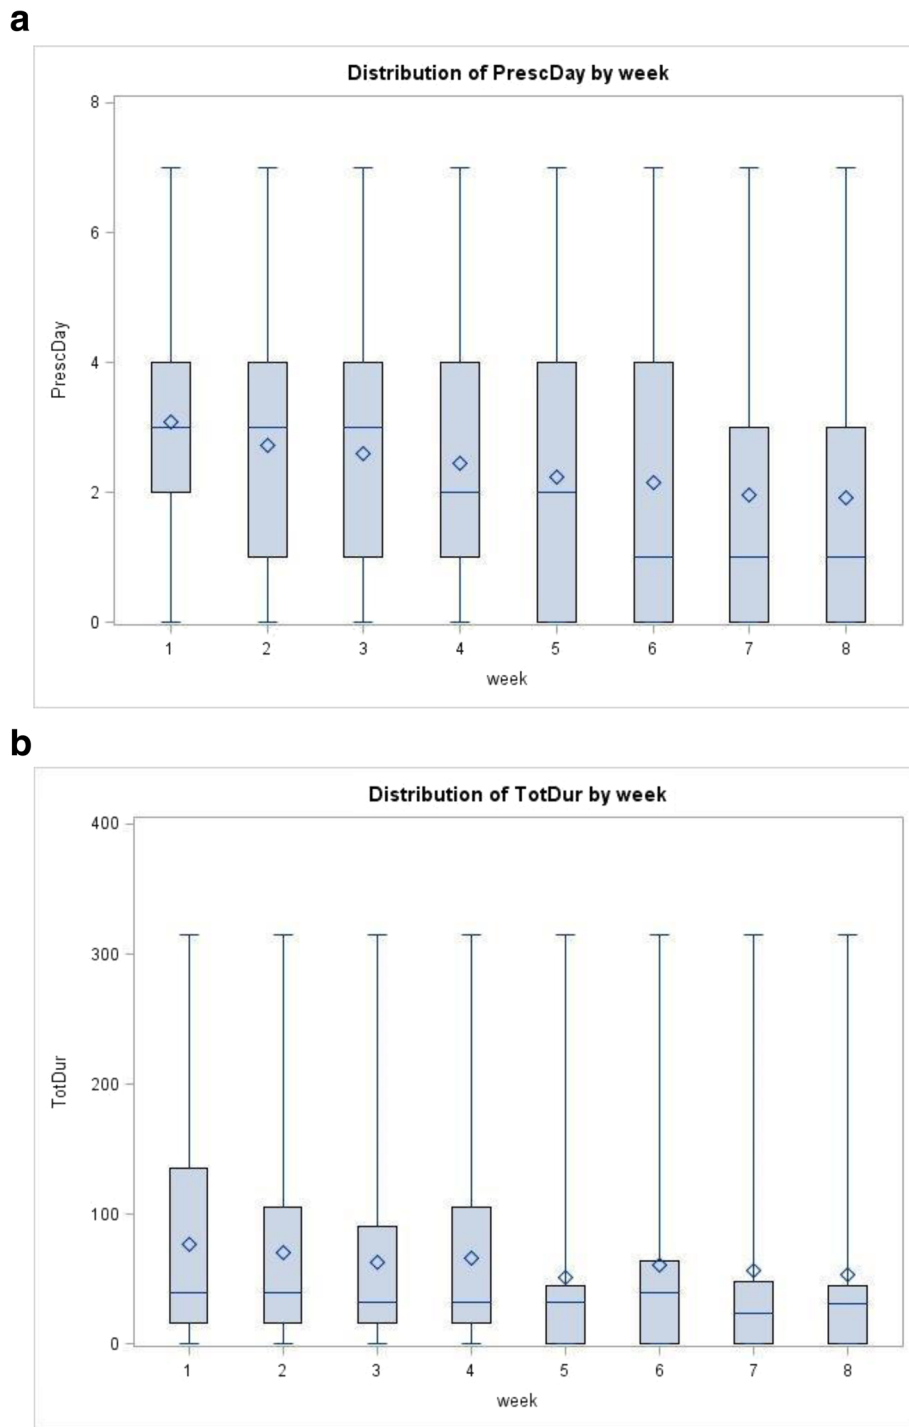 a
Distribution of PrescDay by week
8
6
4
2
0
PrescDay
1 2 3 4 5 6 7 8
week
b
Distribution of TotDur by week
400
300
200
100
0
TotDur
1 2 3 4 5 6 7 8
week